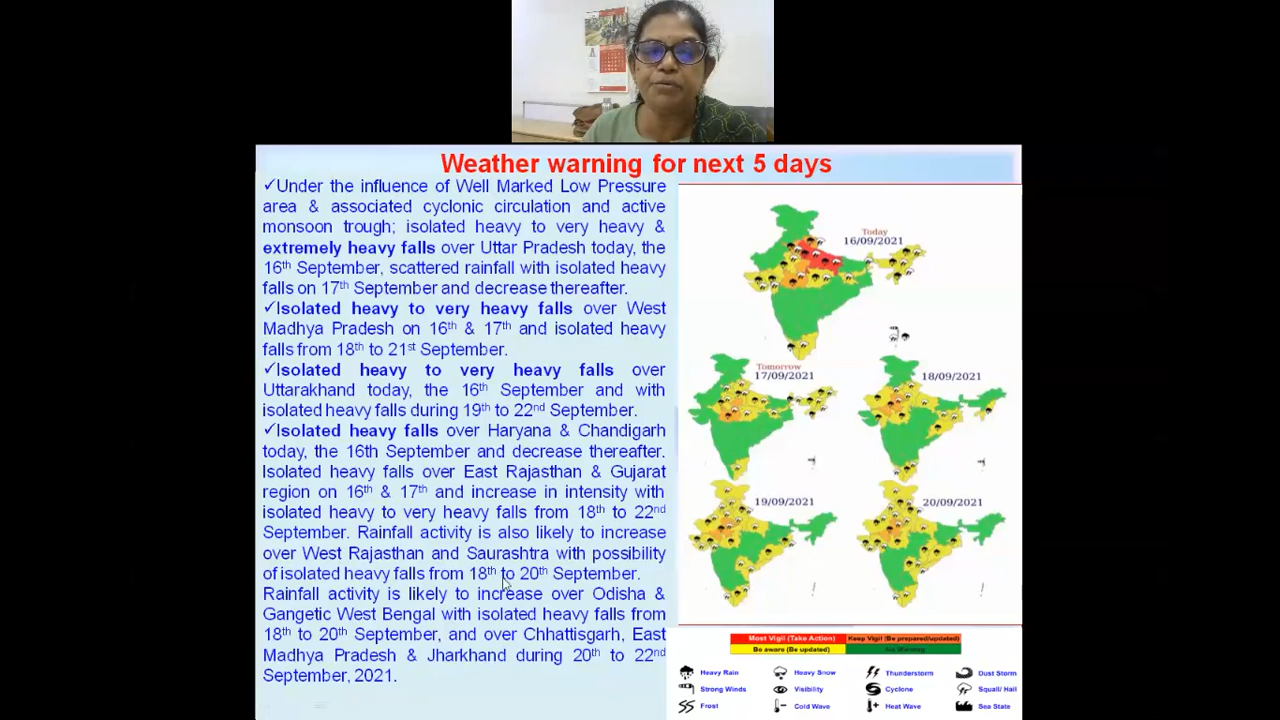 Weather warning for next 5 days
✓Under the influence of Well Marked Low Pressure
area & associated cyclonic circulation and active
monsoon trough; isolated heavy to very heavy &
extremely heavy falls over Uttar Pradesh today, the
16th September, scattered rainfall with isolated heavy
falls on 17th September and decrease thereafter.
✓Isolated heavy to very heavy falls over West
Madhya Pradesh on 16th & 17th and isolated heavy
falls from 18th to 21st September.
✓Isolated heavy to very heavy falls over
Uttarakhand today, the 16th September and with
isolated heavy falls during 19th to 22nd September.
✓Isolated heavy falls over Haryana & Chandigarh
today, the 16th September and decrease thereafter.
Isolated heavy falls over East Rajasthan & Gujarat
region on 16th & 17th and increase in intensity with
isolated heavy to very heavy falls from 18th to 22nd
September. Rainfall activity is also likely to increase
over West Rajasthan and Saurashtra with possibility
of isolated heavy falls from 18th to 20th September.
Rainfall activity is likely to increase over Odisha &
Gangetic West Bengal with isolated heavy falls from
18th to 20th September, and over Chhattisgarh, East
Madhya Pradesh & Jharkhand during 20th to 22nd
September, 2021.
Today
16/09/2021
Tomorrow
17/09/2021
18/09/2021
19/09/2021
20/09/2021
Most Vigil (Take Action)
Keep Vigil (Be prepared/updated)
Be aware (Be updated)
No Warning
Heavy Rain
Heavy Snow
Thunderstorm
Dust Storm
Strong Winds
Visibility
Cyclone
Squall/ Hail
Frost
Cold Wave
Heat Wave
Sea State